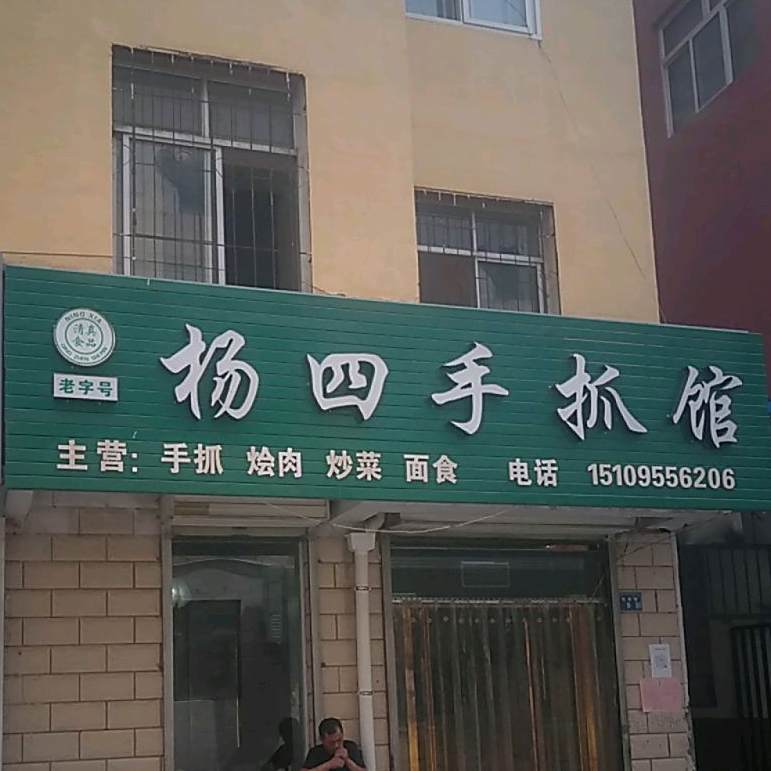 NING XIA
清真
食品
QING ZHEN SHI PIN
老字号
杨四手抓馆
主营：手抓 烩肉 炒菜 面食 电话 15109556206